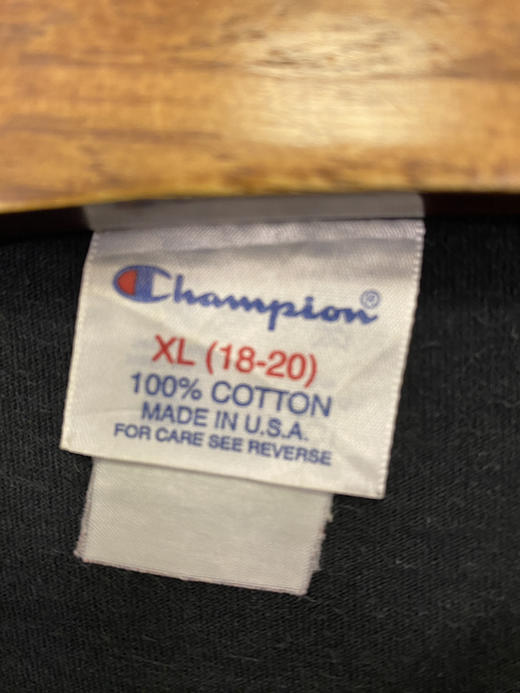 Champion®
XL (18-20)
100% COTTON
MADE IN U.S.A.
FOR CARE SEE REVERSE